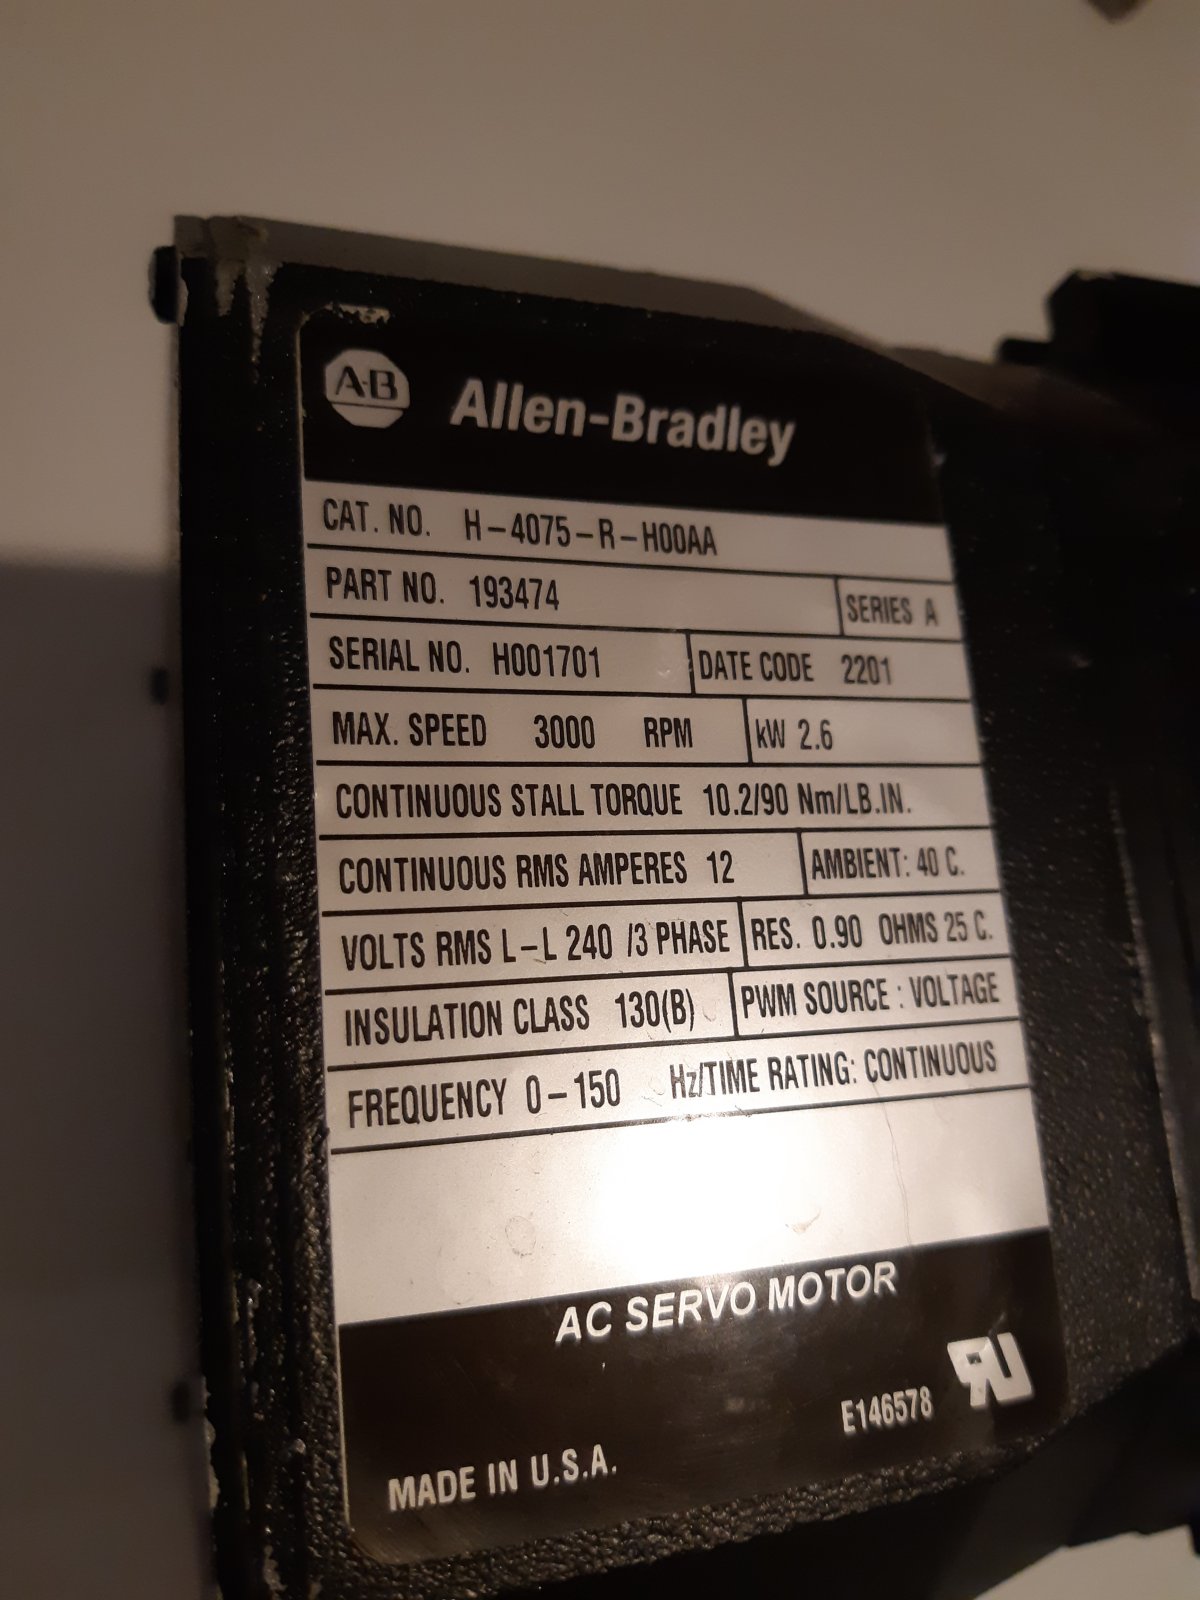 A-B Allen-Bradley
CAT. NO. H-4075-R-H00AA
PART NO. 193474 SERIES A
SERIAL NO. H001701 DATE CODE 2201
MAX. SPEED 3000 RPM kW 2.6
CONTINUOUS STALL TORQUE 10.2/90 Nm/LB.IN.
CONTINUOUS RMS AMPERES 12 AMBIENT: 40 C.
VOLTS RMS L-L 240 /3 PHASE RES. 0.90 OHMS 25 C.
INSULATION CLASS 130(B) PWM SOURCE : VOLTAGE
FREQUENCY 0-150 Hz/TIME RATING: CONTINUOUS
AC SERVO MOTOR
E146578 RU
MADE IN U.S.A.